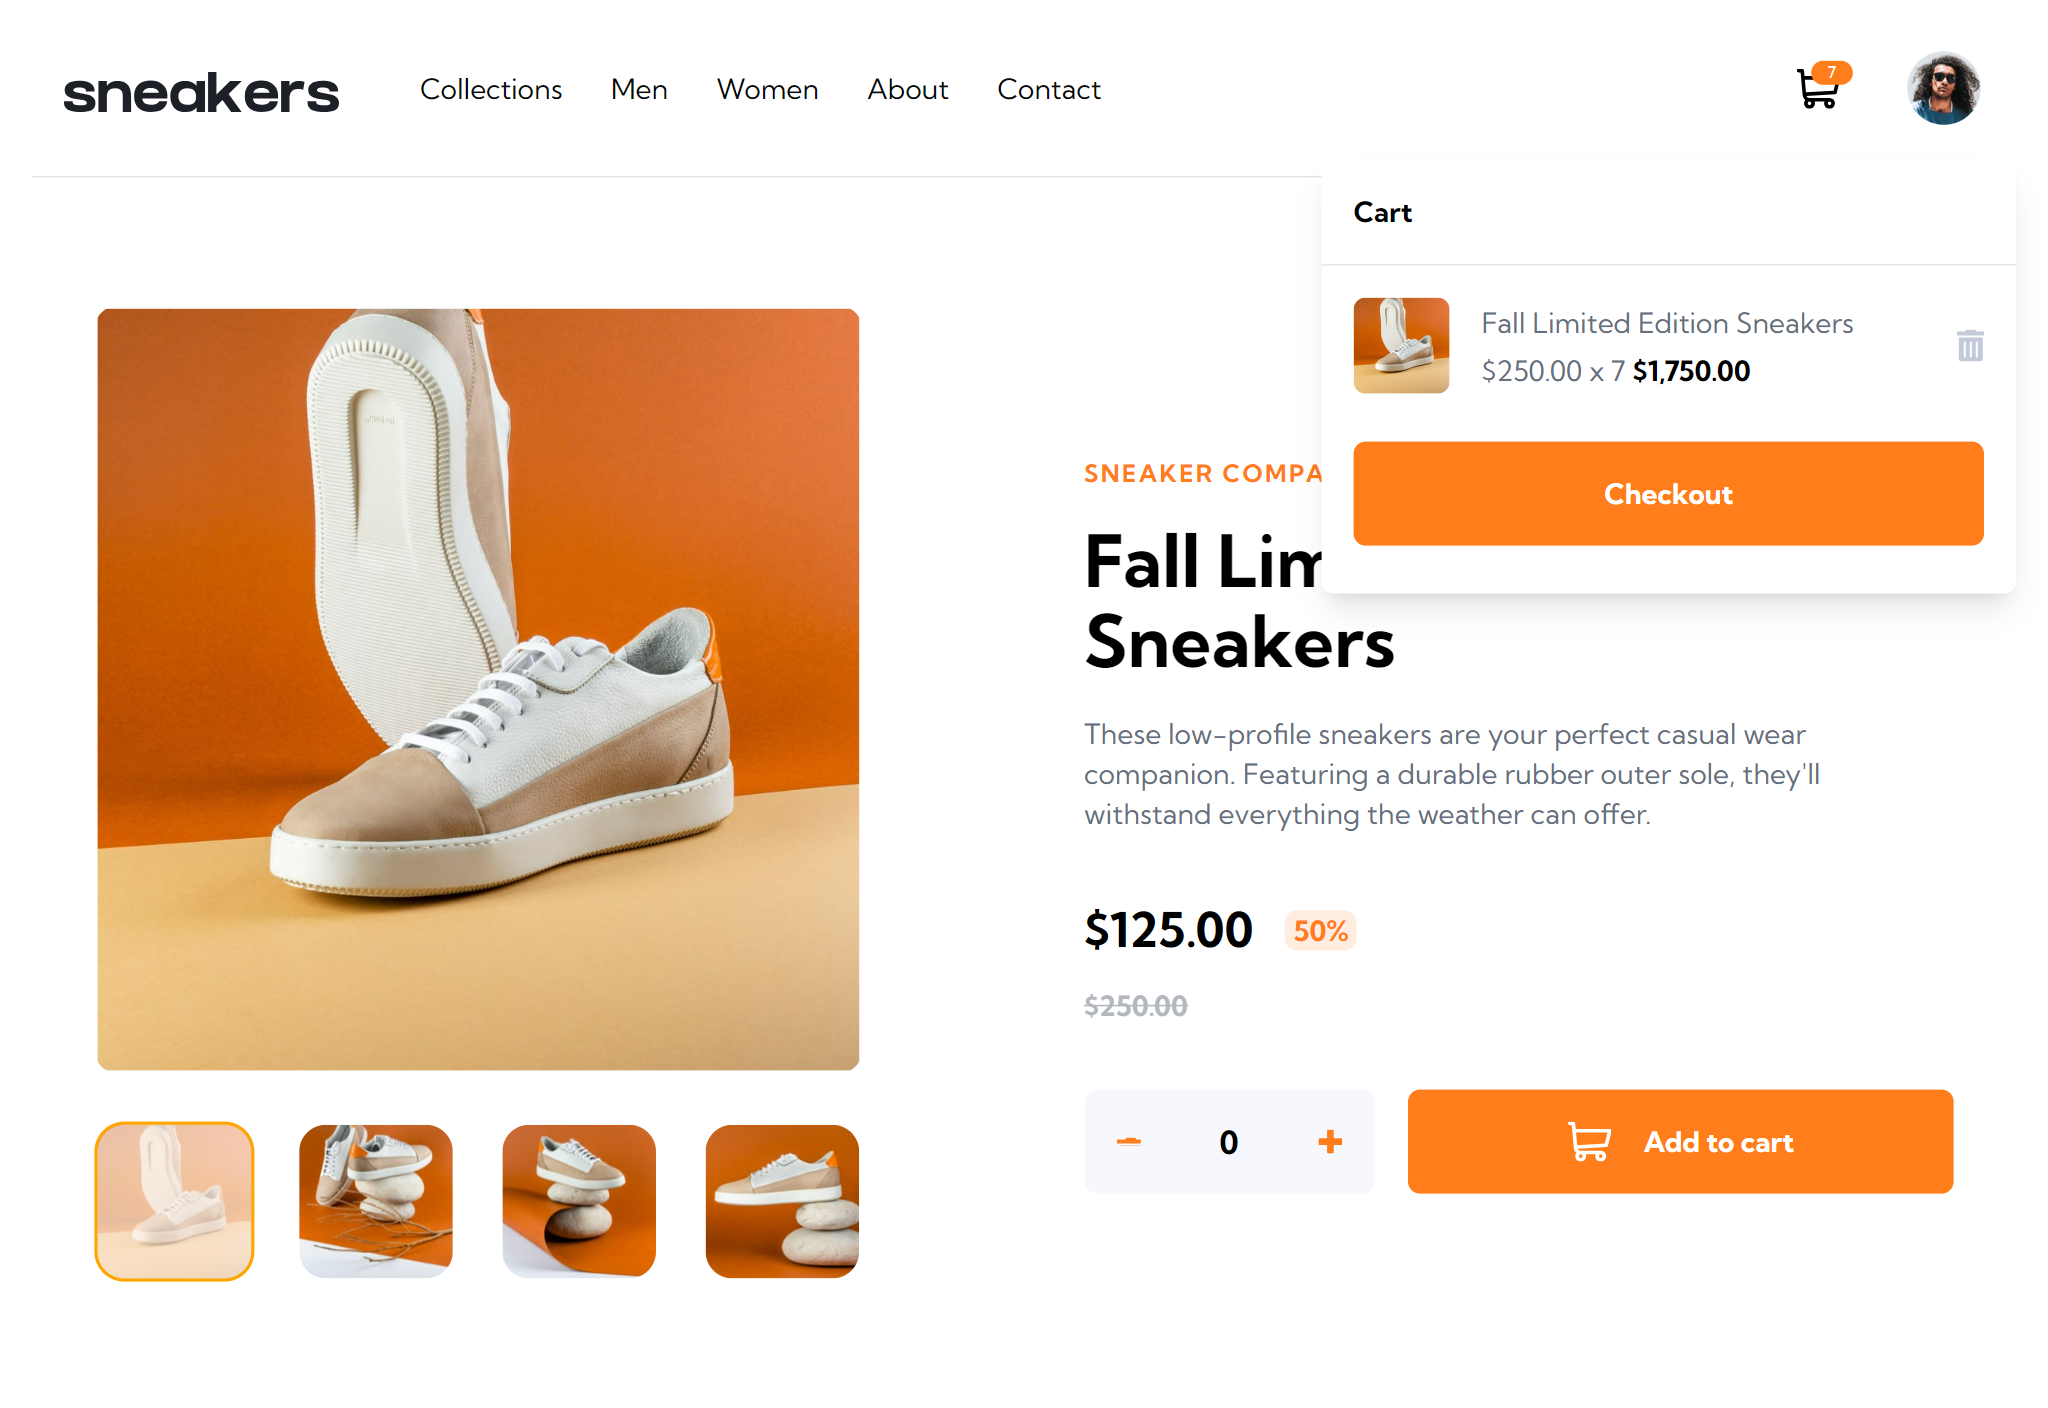 sneakers
Collections
Men
Women
About
Contact
7
Cart
Fall Limited Edition Sneakers
$250.00 x 7 $1,750.00
Checkout
SNEAKER COMPA
Fall Lim
Sneakers
These low-profile sneakers are your perfect casual wear
companion. Featuring a durable rubber outer sole, they'll
withstand everything the weather can offer.
$125.00
50%
$250.00
0
Add to cart